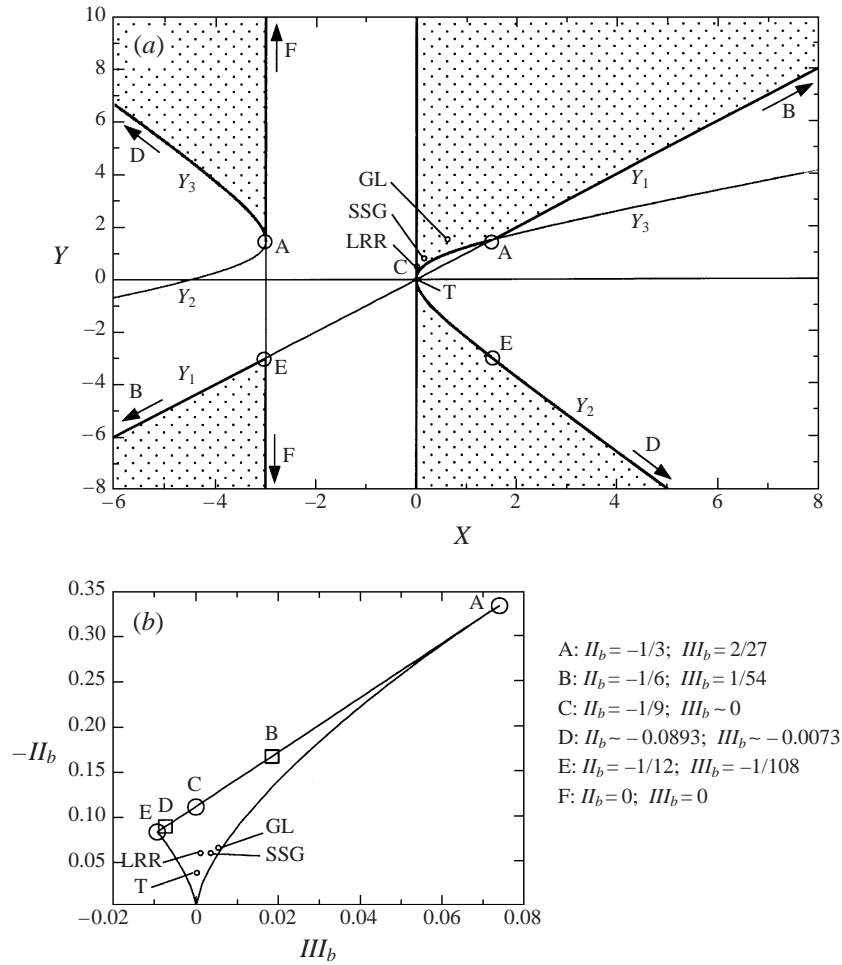 (a)
10
8
6
4
2
0
−2
−4
−6
−8
Y
−6
−4
−2
0
2
4
6
8
X
F
D
Y3
A
Y2
E
Y1
B
F
GL
SSG
LRR
C
T
A
B
Y1
Y3
E
Y2
D
(b)
0.35
0.30
0.25
0.20
0.15
0.10
0.05
−IIb
−0.02
0
0.02
0.04
0.06
0.08
IIIb
A
B
C
D
E
GL
LRR
SSG
T
A: IIb = −1/3; IIIb = 2/27
B: IIb = −1/6; IIIb = 1/54
C: IIb = −1/9; IIIb ~ 0
D: IIb ~ − 0.0893; IIIb ~ − 0.0073
E: IIb = −1/12; IIIb = −1/108
F: IIb = 0; IIIb = 0